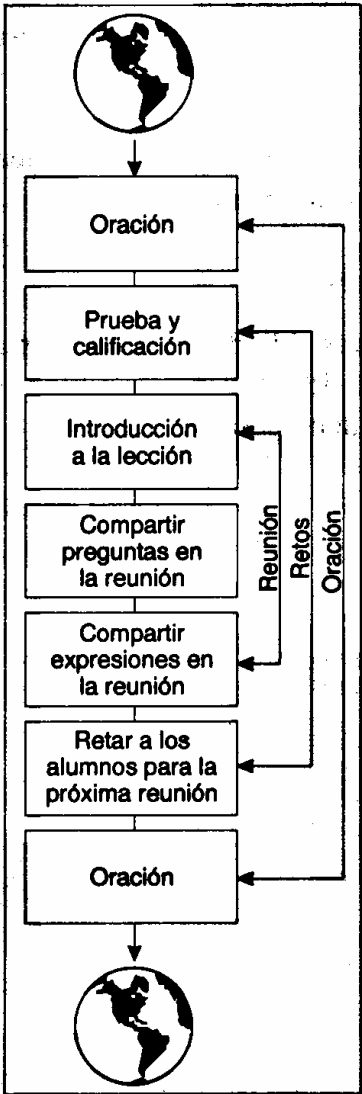 Oración
Prueba y
calificación
Introducción
a la lección
Compartir
preguntas en
la reunión
Compartir
expresiones en
la reunión
Retar a los
alumnos para la
próxima reunión
Oración
Reunión
Retos
Oración